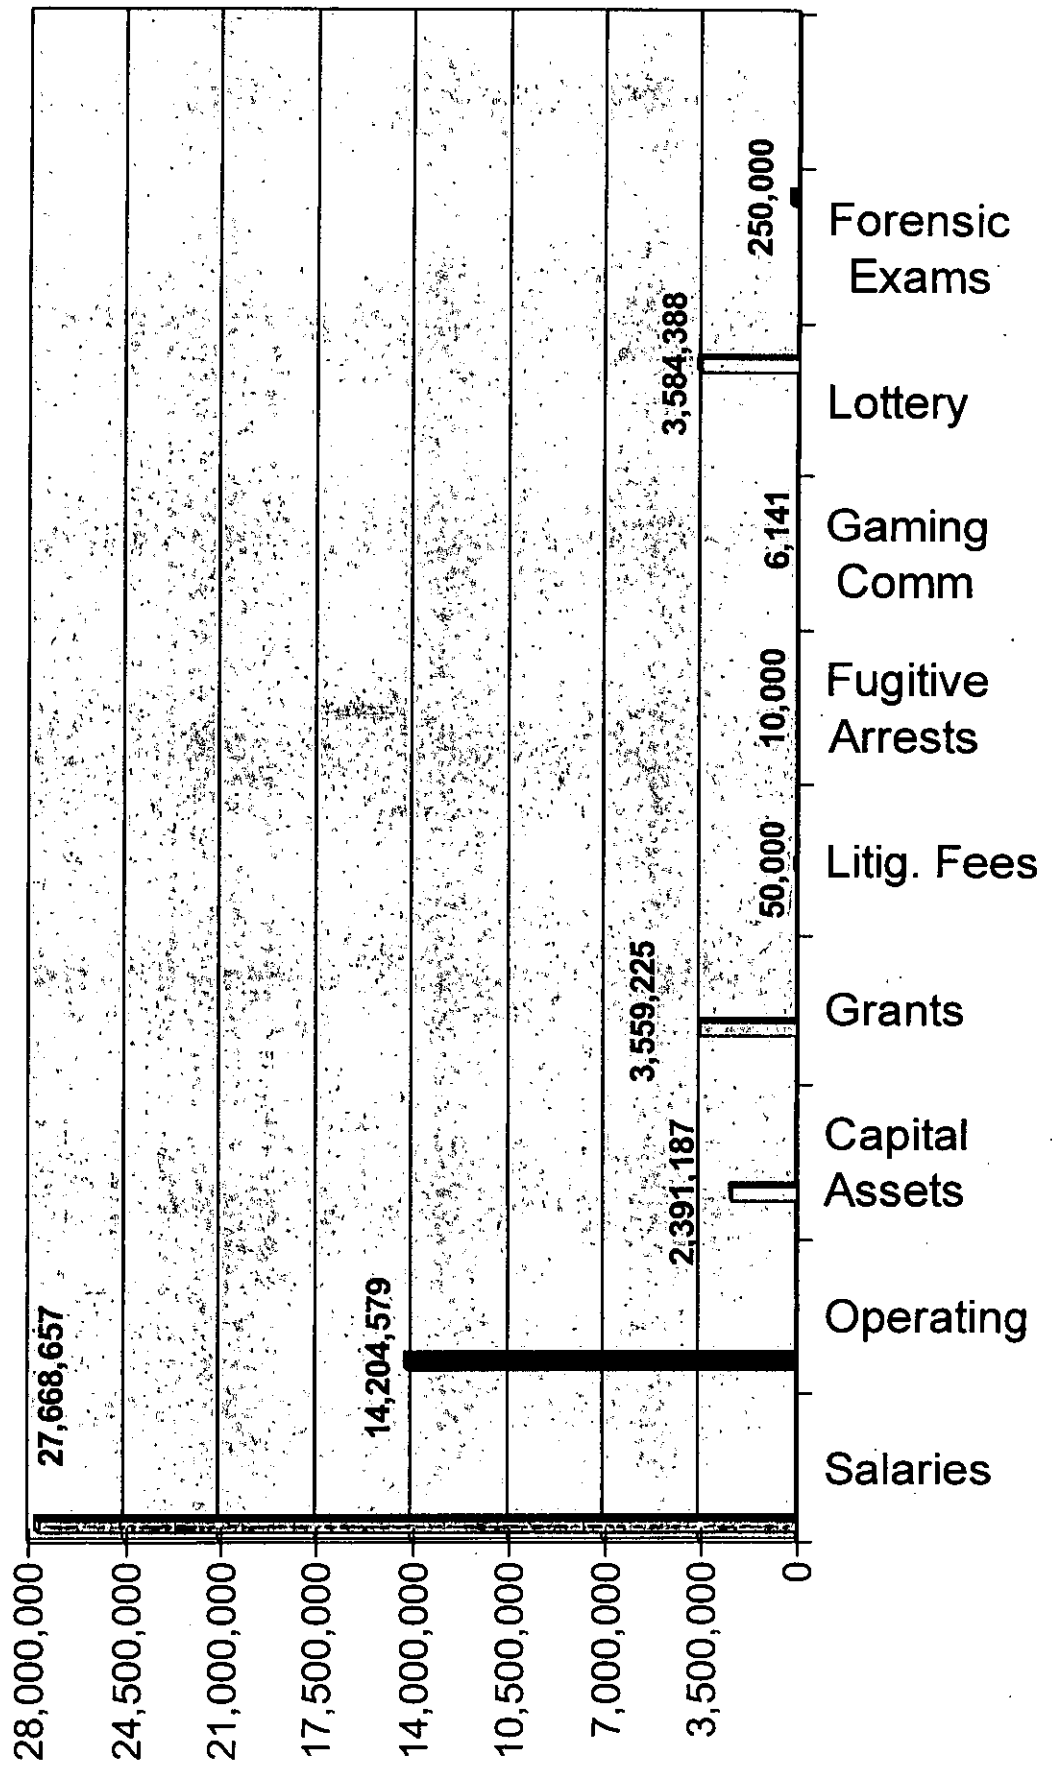 28,000,000
24,500,000
21,000,000
17,500,000
14,000,000
10,500,000
7,000,000
3,500,000
0
27,668,657
14,204,579
2,391,187
3,559,225
50,000
10,000
6,141
3,584,388
250,000
Salaries
Operating
Capital
Assets
Grants
Litig. Fees
Fugitive
Arrests
Gaming
Comm
Lottery
Forensic
Exams